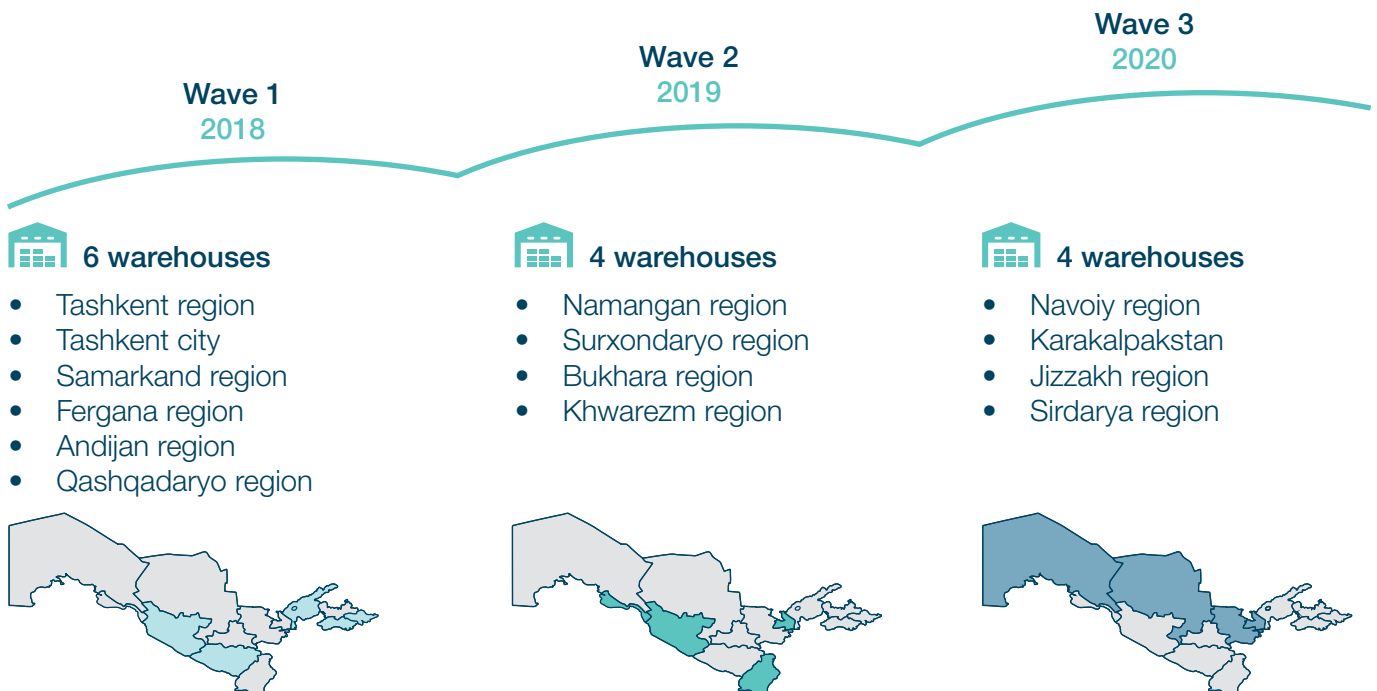 Wave 1
2018
Wave 2
2019
Wave 3
2020
6 warehouses
• Tashkent region
• Tashkent city
• Samarkand region
• Fergana region
• Andijan region
• Qashqadaryo region
4 warehouses
• Namangan region
• Surxondaryo region
• Bukhara region
• Khwarezm region
4 warehouses
• Navoiy region
• Karakalpakstan
• Jizzakh region
• Sirdarya region